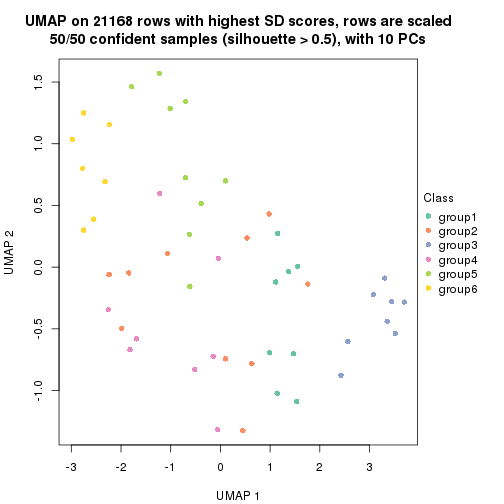 UMAP on 21168 rows with highest SD scores, rows are scaled
50/50 confident samples (silhouette > 0.5), with 10 PCs
1.5
1.0
0.5
0.0
-0.5
-1.0
UMAP 2
-3
-2
-1
0
1
2
3
UMAP 1
Class
group1
group2
group3
group4
group5
group6